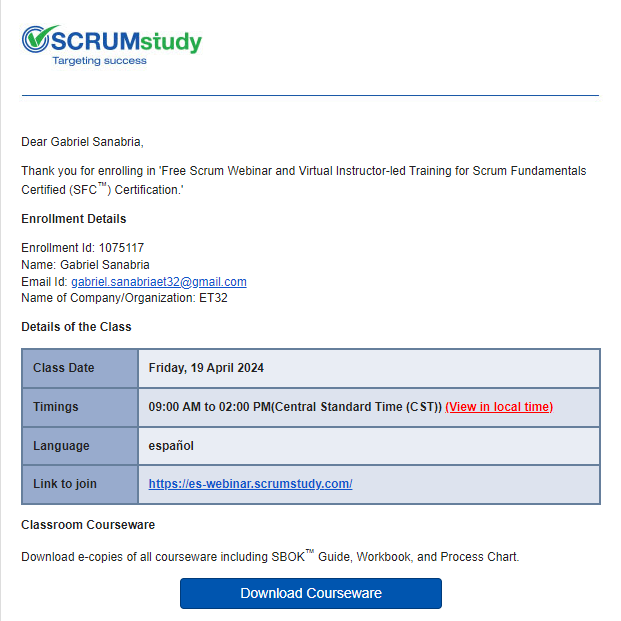 SCRUMstudy
Targeting success
Dear Gabriel Sanabria,
Thank you for enrolling in 'Free Scrum Webinar and Virtual Instructor-led Training for Scrum Fundamentals
Certified (SFC™) Certification.'
Enrollment Details
Enrollment Id: 1075117
Name: Gabriel Sanabria
Email Id: gabriel.sanabriaet32@gmail.com
Name of Company/Organization: ET32
Details of the Class
Class Date Friday, 19 April 2024
Timings 09:00 AM to 02:00 PM(Central Standard Time (CST)) (View in local time)
Language español
Link to join https://es-webinar.scrumstudy.com/
Classroom Courseware
Download e-copies of all courseware including SBOK™ Guide, Workbook, and Process Chart.
Download Courseware